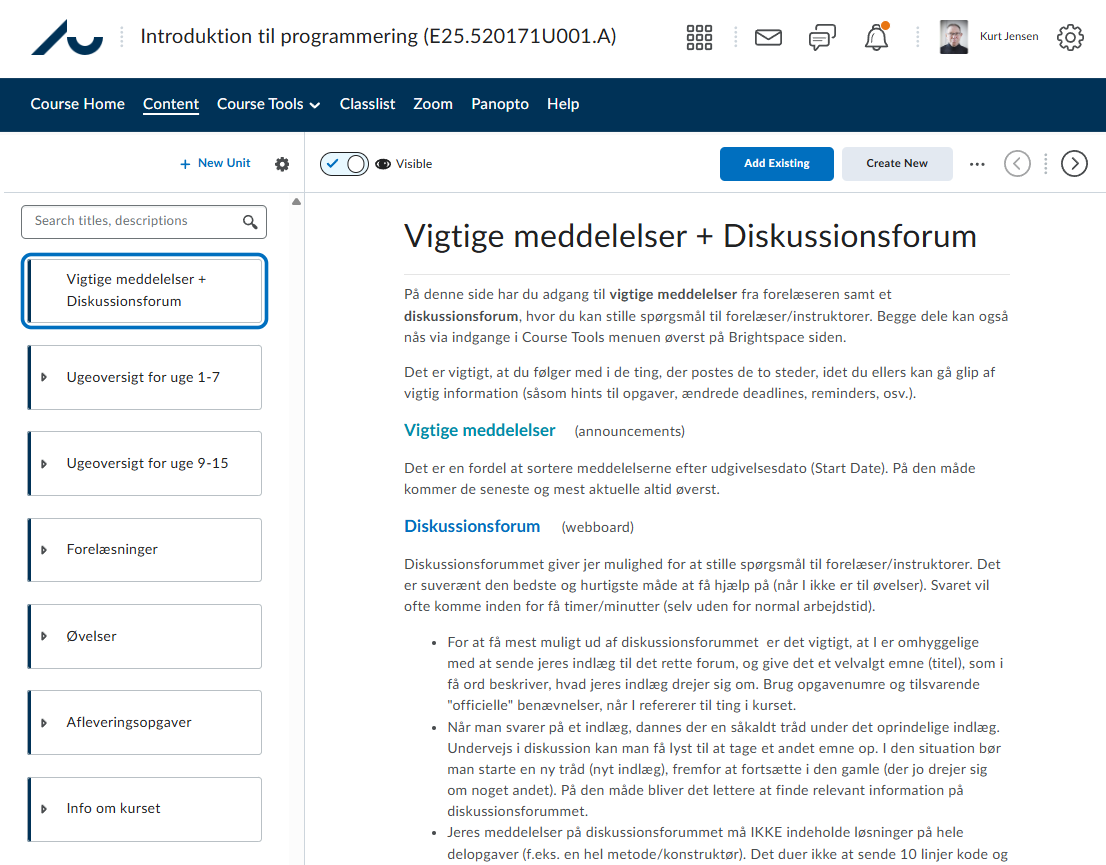 Introduktion til programmering (E25.520171U001.A)
Kurt Jensen
Course Home Content Course Tools Classlist Zoom Panopto Help
+ New Unit
Visible
Add Existing
Create New
Search titles, descriptions
Vigtige meddelelser +
Diskussionsforum
Ugeoversigt for uge 1-7
Ugeoversigt for uge 9-15
Forelæsninger
Øvelser
Afleveringsopgaver
Info om kurset
Vigtige meddelelser + Diskussionsforum
På denne side har du adgang til vigtige meddelelser fra forelæseren samt et
diskussionsforum, hvor du kan stille spørgsmål til forelæser/instruktorer. Begge dele kan også
nås via indgange i Course Tools menuen øverst på Brightspace siden.
Det er vigtigt, at du følger med i de ting, der postes de to steder, idet du ellers kan gå glip af
vigtig information (såsom hints til opgaver, ændrede deadlines, reminders, osv.).
Vigtige meddelelser (announcements)
Det er en fordel at sortere meddelelserne efter udgivelsesdato (Start Date). På den måde
kommer de seneste og mest aktuelle altid øverst.
Diskussionsforum (webboard)
Diskussionsforummet giver jer mulighed for at stille spørgsmål til forelæser/instruktorer. Det
er suverænt den bedste og hurtigste måde at få hjælp på (når I ikke er til øvelser). Svaret vil
ofte komme inden for få timer/minutter (selv uden for normal arbejdstid).
• For at få mest muligt ud af diskussionsforummet er det vigtigt, at I er omhyggelige
med at sende jeres indlæg til det rette forum, og give det et velvalgt emne (titel), som i
få ord beskriver, hvad jeres indlæg drejer sig om. Brug opgavenumre og tilsvarende
"officielle" benævnelser, når I refererer til ting i kurset.
• Når man svarer på et indlæg, dannes der en såkaldt tråd under det oprindelige indlæg.
Undervejs i diskussion kan man få lyst til at tage et andet emne op. I den situation bør
man starte en ny tråd (nyt indlæg), fremfor at fortsætte i den gamle (der jo drejer sig
om noget andet). På den måde bliver det lettere at finde relevant information på
diskussionsforummet.
• Jeres meddelelser på diskussionsforummet må IKKE indeholde løsninger på hele
delopgaver (f.eks. en hel metode/konstruktør). Det duer ikke at sende 10 linjer kode og